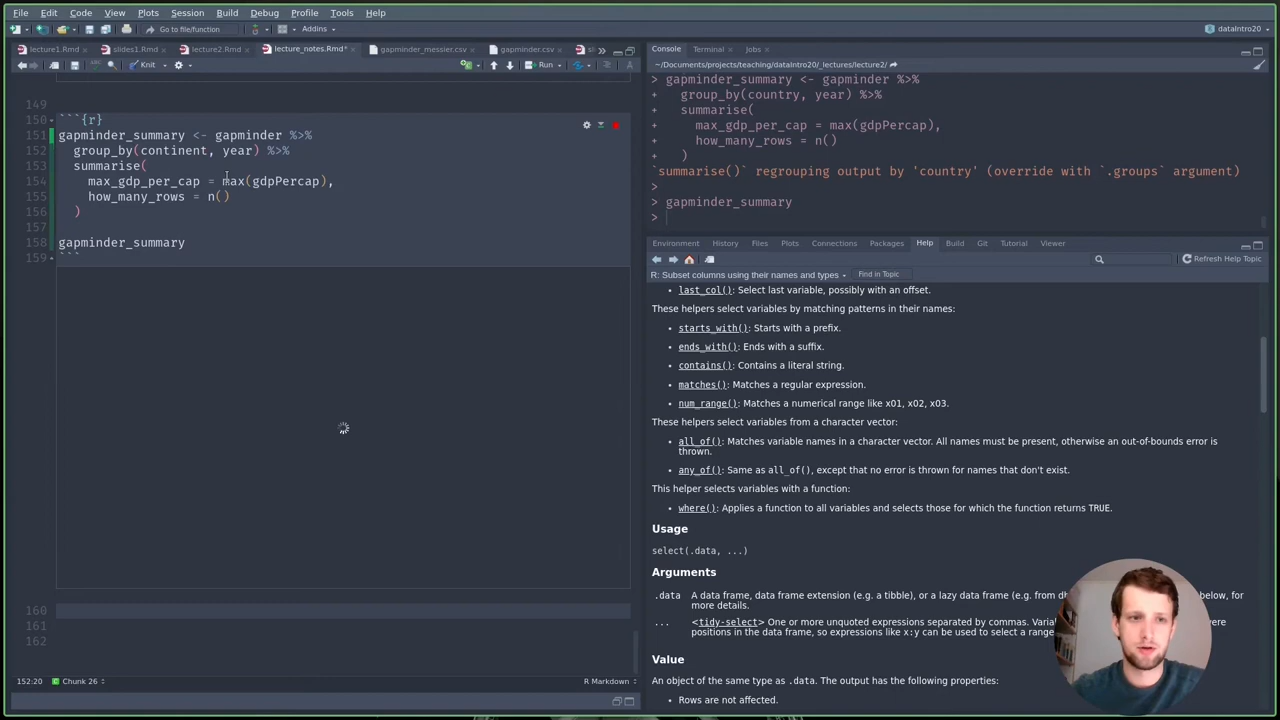 File Edit Code View Plots Session Build Debug Profile Tools Help
Go to file/function Addins dataIntro20
lecture1.Rmd slides1.Rmd lecture2.Rmd lecture_notes.Rmd* gapminder_messier.csv gapminder.csv
Knit Run
149
150 ```{r}
151 gapminder_summary <- gapminder %>%
152 group_by(continent, year) %>%
153 summarise(
154 max_gdp_per_cap = max(gdpPercap),
155 how_many_rows = n()
156 )
157
158 gapminder_summary
159 ```
160
161
162
152:20 Chunk 26 R Markdown
Console Terminal Jobs
~/Documents/projects/teaching/dataIntro20/_lectures/lecture2/
> gapminder_summary <- gapminder %>%
+ group_by(country, year) %>%
+ summarise(
+ max_gdp_per_cap = max(gdpPercap),
+ how_many_rows = n()
+ )
`summarise()` regrouping output by 'country' (override with `.groups` argument)
>
> gapminder_summary
>
Environment History Files Plots Connections Packages Help Build Git Tutorial Viewer
Refresh Help Topic
R: Subset columns using their names and types Find in Topic
• last_col(): Select last variable, possibly with an offset.
These helpers select variables by matching patterns in their names:
• starts_with(): Starts with a prefix.
• ends_with(): Ends with a suffix.
• contains(): Contains a literal string.
• matches(): Matches a regular expression.
• num_range(): Matches a numerical range like x01, x02, x03.
These helpers select variables from a character vector:
• all_of(): Matches variable names in a character vector. All names must be present, otherwise an out-of-bounds error is
thrown.
• any_of(): Same as all_of(), except that no error is thrown for names that don't exist.
This helper selects variables with a function:
• where(): Applies a function to all variables and selects those for which the function returns TRUE.
Usage
select(.data, ...)
Arguments
.data A data frame, data frame extension (e.g. a tibble), or a lazy data frame (e.g. from below, for
more details.
... <tidy-select> One or more unquoted expressions separated by commas. were
positions in the data frame, so expressions like x:y can be used to select a range
Value
An object of the same type as .data. The output has the following properties:
• Rows are not affected.